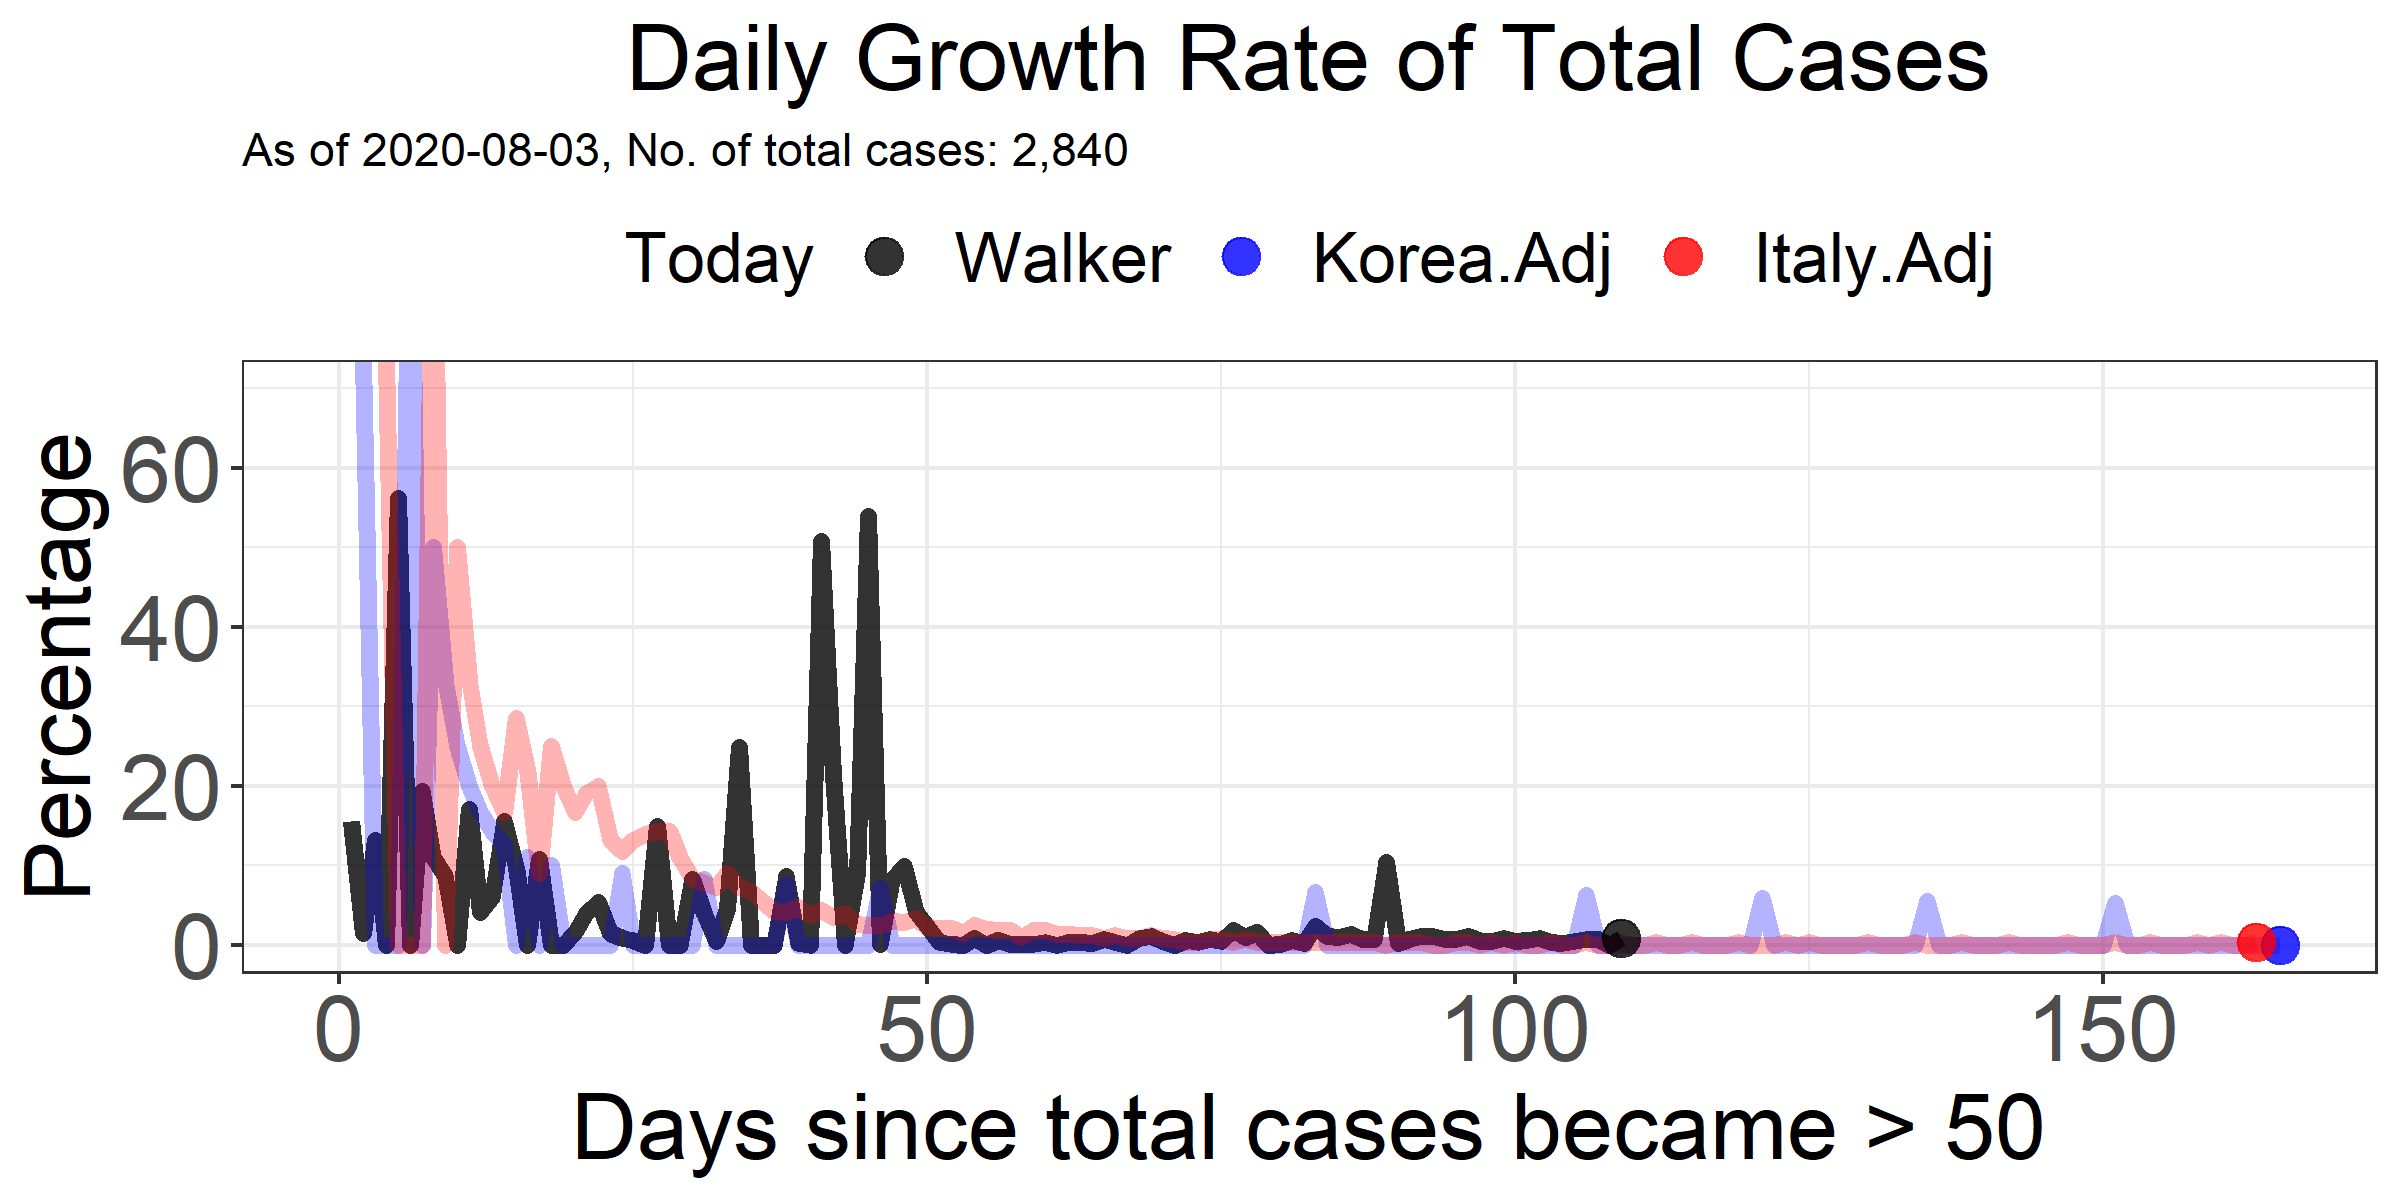 Daily Growth Rate of Total Cases
As of 2020-08-03, No. of total cases: 2,840
Today Walker Korea.Adj Italy.Adj
Percentage
60
40
20
0
0 50 100 150
Days since total cases became > 50